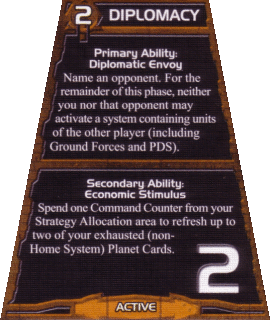 2 DIPLOMACY
Primary Ability:
Diplomatic Envoy
Name an opponent. For the
remainder of this phase, neither
you nor that opponent may
activate a system containing units
of the other player (including
Ground Forces and PDS).
Secondary Ability:
Economic Stimulus
Spend one Command Counter from your
Strategy Allocation area to refresh up to
two of your exhausted (non-
Home System) Planet Cards.
2
ACTIVE